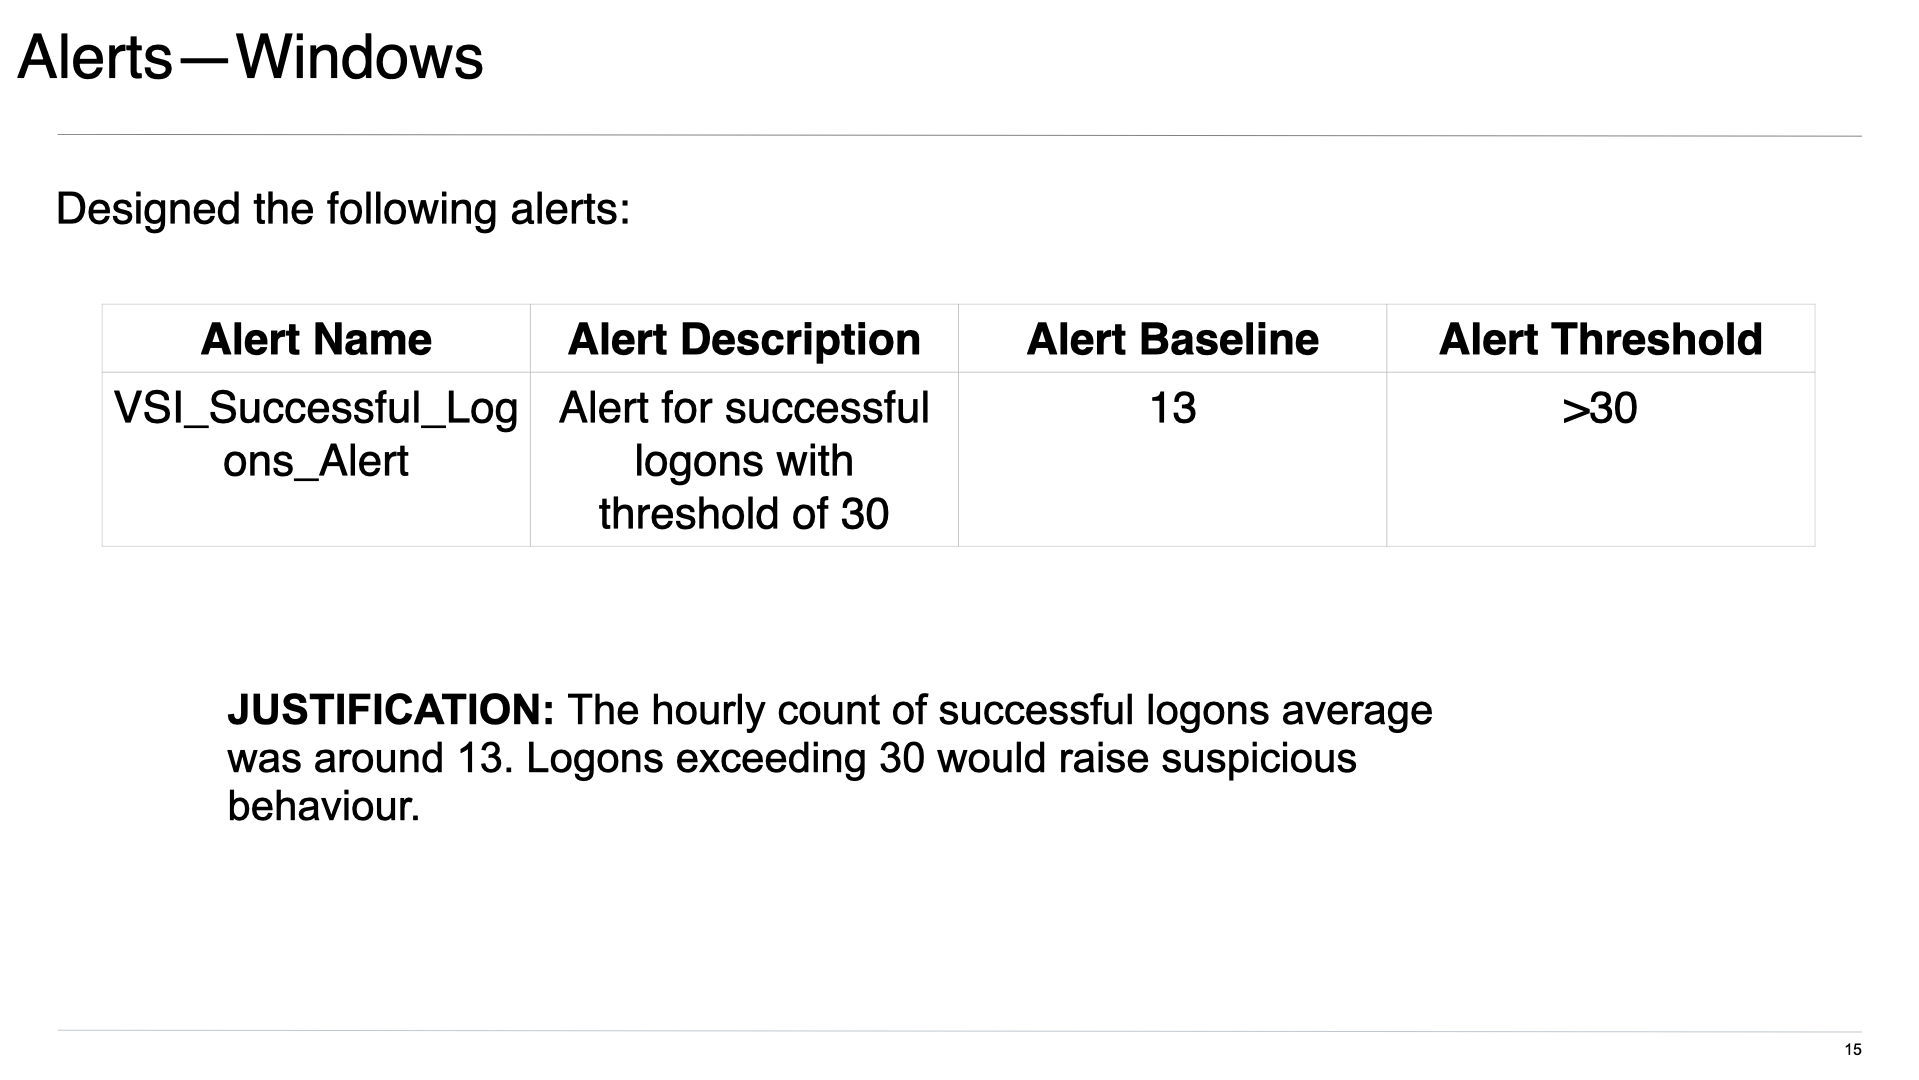 Alerts—Windows
Designed the following alerts:
Alert Name
Alert Description
Alert Baseline
Alert Threshold
VSI_Successful_Log
ons_Alert
Alert for successful
logons with
threshold of 30
13
>30
JUSTIFICATION: The hourly count of successful logons average
was around 13. Logons exceeding 30 would raise suspicious
behaviour.
15